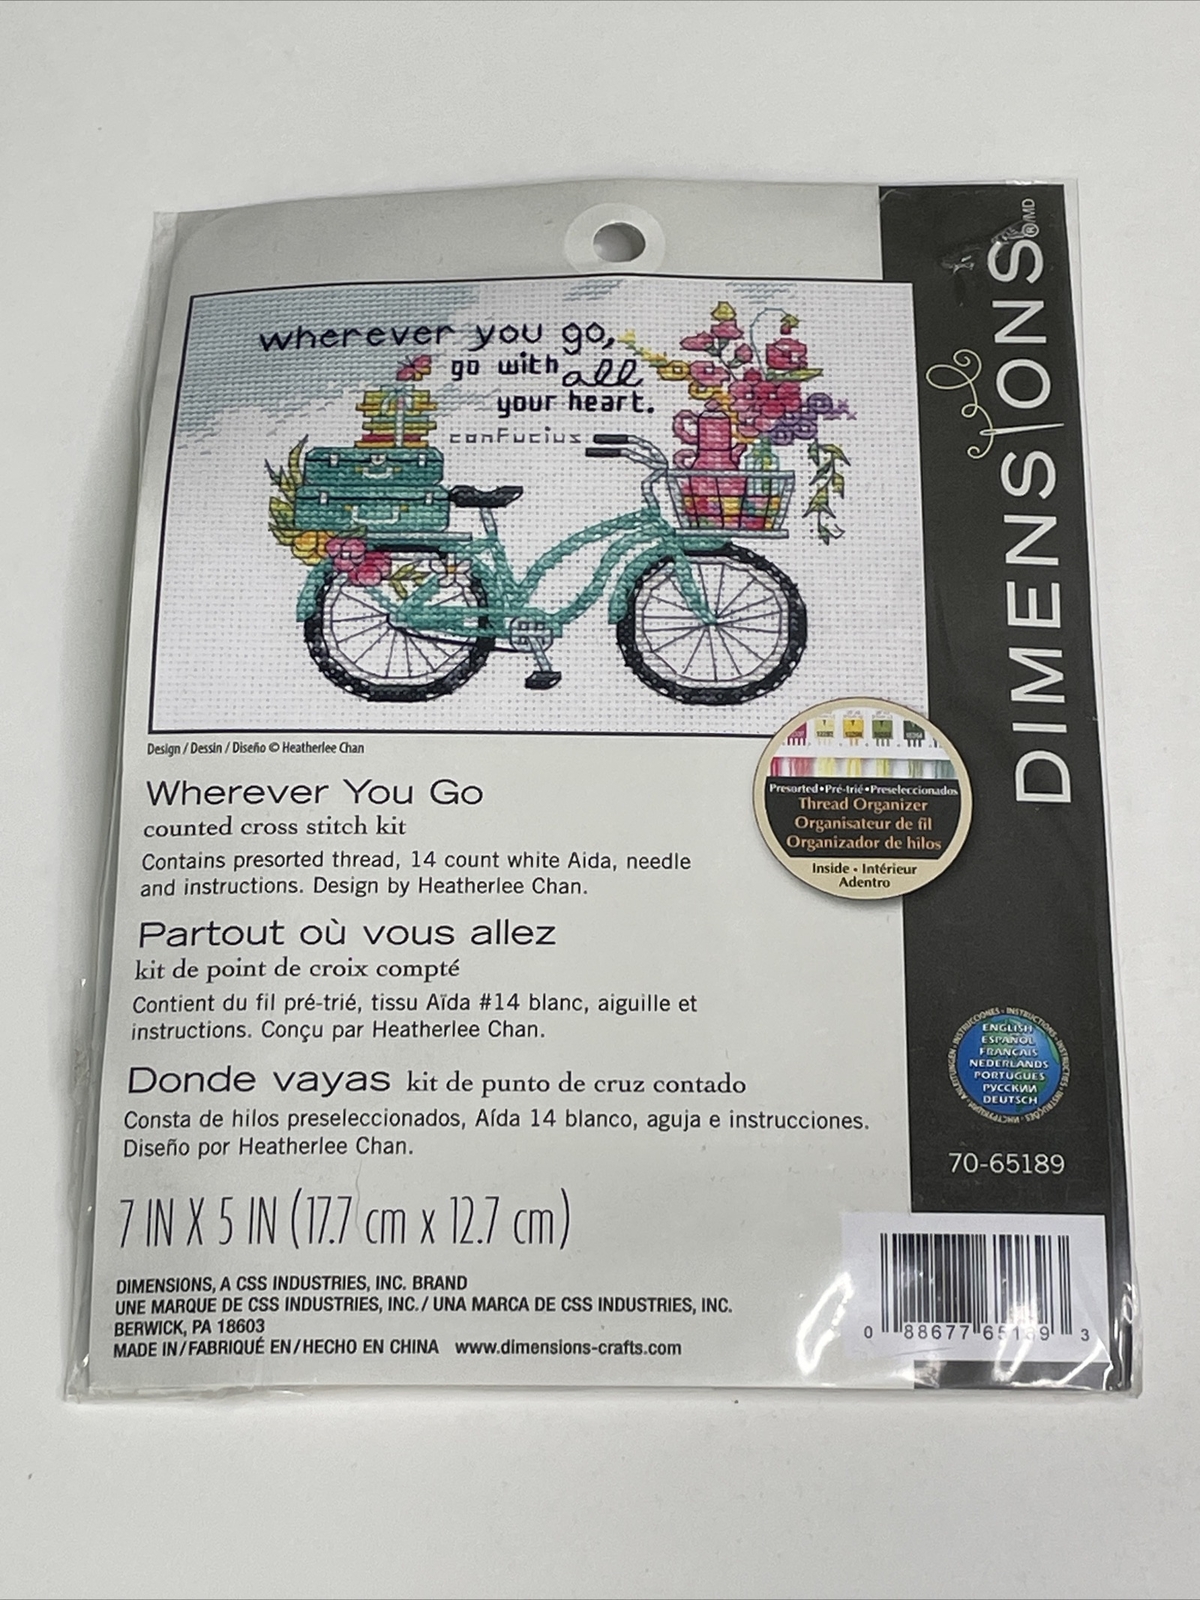 wherever you go,
go with all
your heart.
confucius
DIMENSIONS®/MD
Design / Dessin / Diseño © Heatherlee Chan
Presorted•Pré-trié•Preseleccionados
Thread Organizer
Organisateur de fil
Organizador de hilos
Inside • Intérieur
Adentro
Wherever You Go
counted cross stitch kit
Contains presorted thread, 14 count white Aida, needle
and instructions. Design by Heatherlee Chan.
Partout où vous allez
kit de point de croix compté
Contient du fil pré-trié, tissu Aïda #14 blanc, aiguille et
instructions. Conçu par Heatherlee Chan.
Donde vayas kit de punto de cruz contado
Consta de hilos preseleccionados, Aída 14 blanco, aguja e instrucciones.
Diseño por Heatherlee Chan.
ENGLISH
ESPAÑOL
FRANÇAIS
NEDERLANDS
PORTUGUÊS
РУССКИЙ
DEUTSCH
70-65189
7 IN X 5 IN (17.7 cm x 12.7 cm)
DIMENSIONS, A CSS INDUSTRIES, INC. BRAND
UNE MARQUE DE CSS INDUSTRIES, INC. / UNA MARCA DE CSS INDUSTRIES, INC.
BERWICK, PA 18603
MADE IN / FABRIQUÉ EN / HECHO EN CHINA www.dimensions-crafts.com
0 88677 65189 3